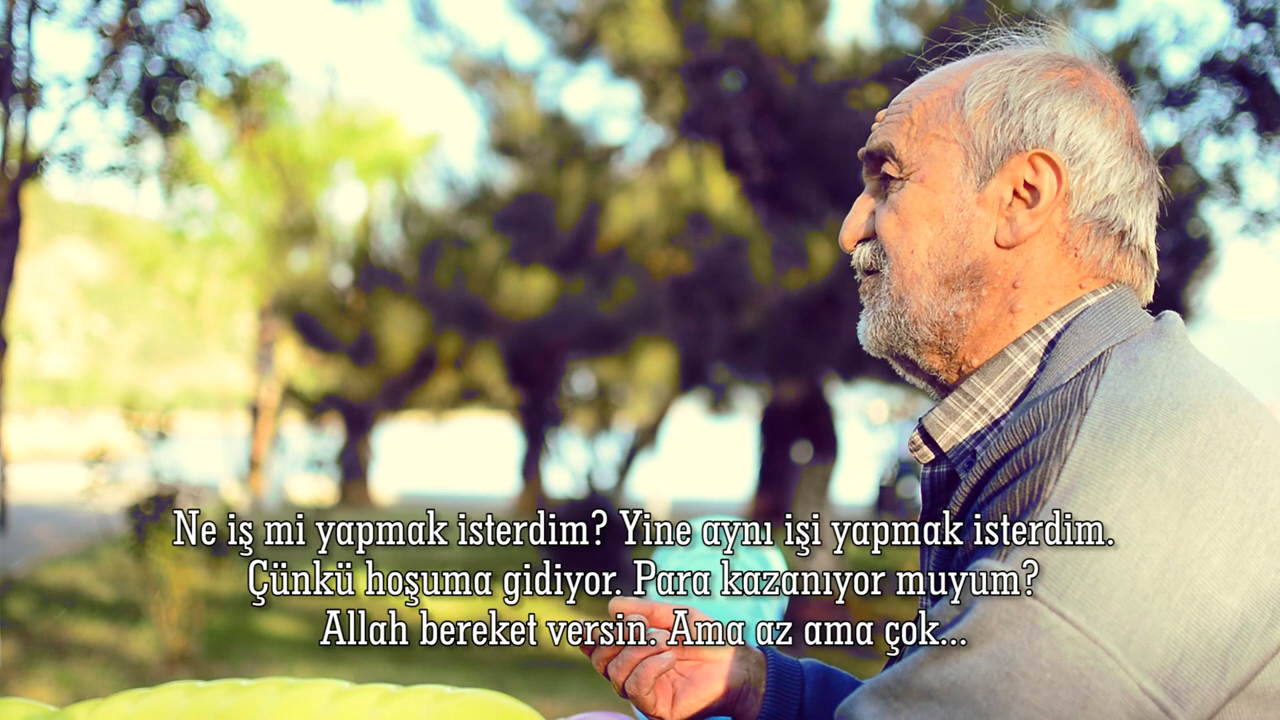 Ne iş mi yapmak isterdim? Yine aynı işi yapmak isterdim.
Çünkü hoşuma gidiyor. Para kazanıyor muyum?
Allah bereket versin. Ama az ama çok...